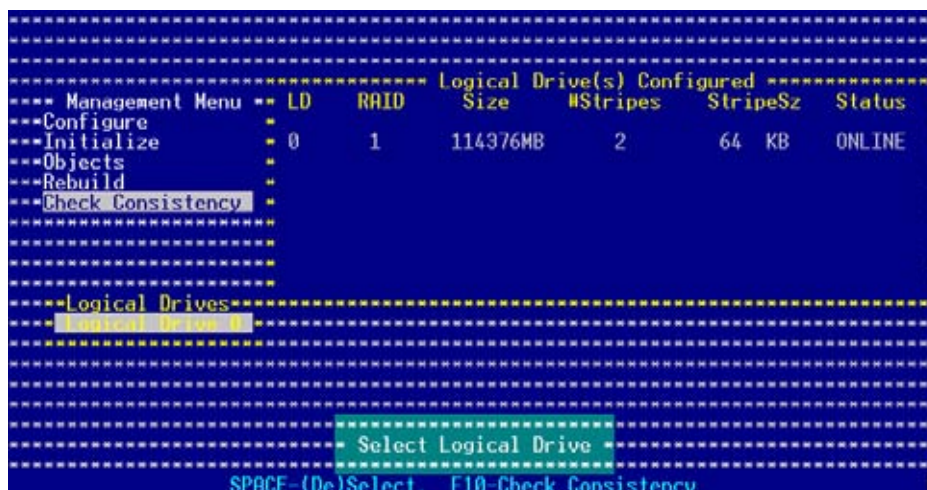 Logical Drive(s) Configured
Management Menu
LD RAID Size #Stripes StripeSz Status
Configure
Initialize
0 1 114376MB 2 64 KB ONLINE
Objects
Rebuild
Check Consistency
Logical Drives
Logical Drive 0
Select Logical Drive
SPACE-(De)Select, F10-Check Consistency